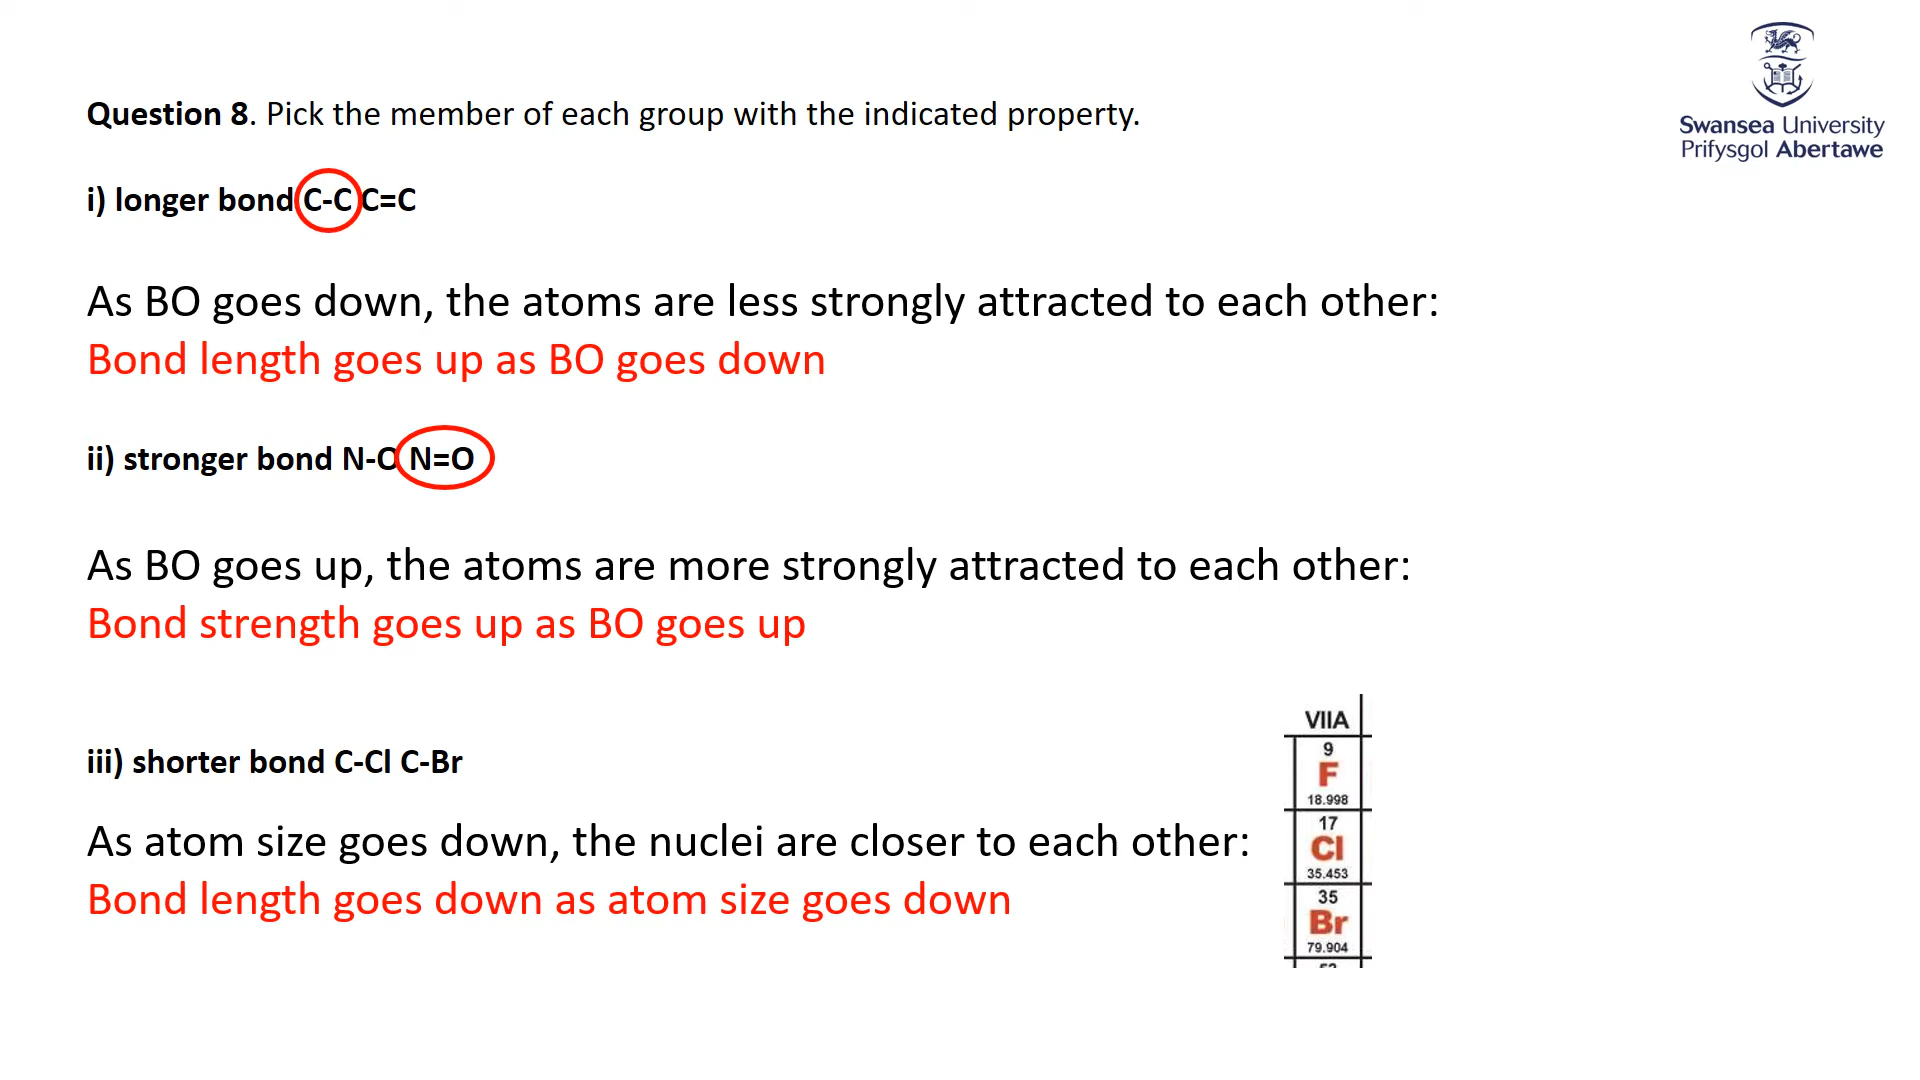 Swansea University
Prifysgol Abertawe
Question 8. Pick the member of each group with the indicated property.
i) longer bond C-C C=C
As BO goes down, the atoms are less strongly attracted to each other:
Bond length goes up as BO goes down
ii) stronger bond N-O N=O
As BO goes up, the atoms are more strongly attracted to each other:
Bond strength goes up as BO goes up
iii) shorter bond C-Cl C-Br
As atom size goes down, the nuclei are closer to each other:
Bond length goes down as atom size goes down
VIIA
9
F
18.998
17
Cl
35.453
35
Br
79.904